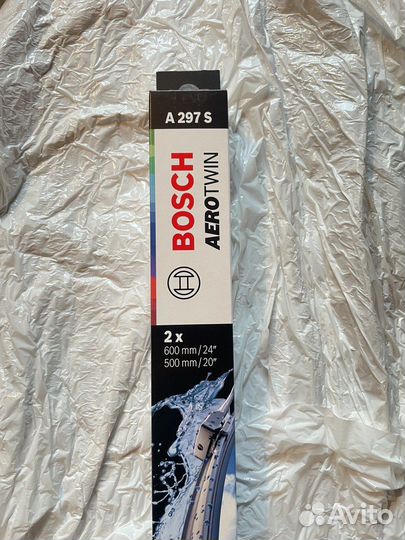 A 297 S
BOSCH
AEROTWIN
2 x
600 mm/24"
500 mm/20"
Avito